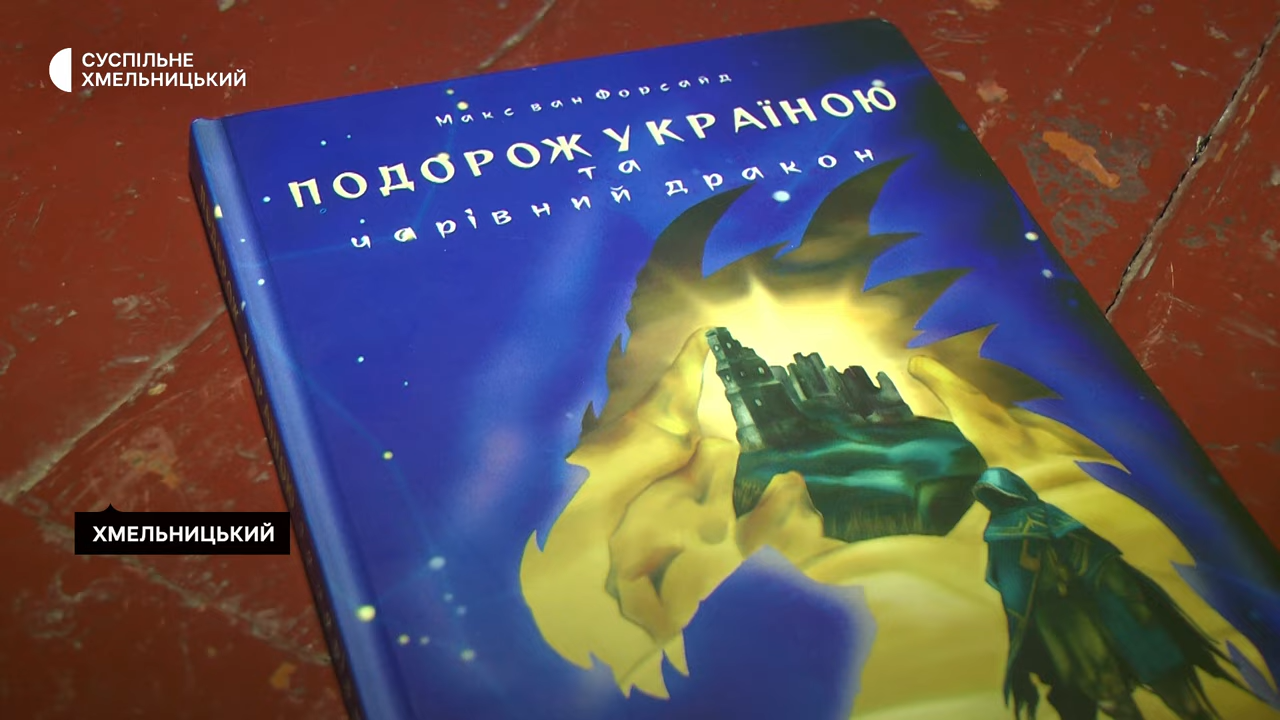 СУСПІЛЬНЕ
ХМЕЛЬНИЦЬКИЙ
Макс ван Форсайд
ПОДОРОЖ УКРАЇНОЮ
та
чарівний дракон
ХМЕЛЬНИЦЬКИЙ